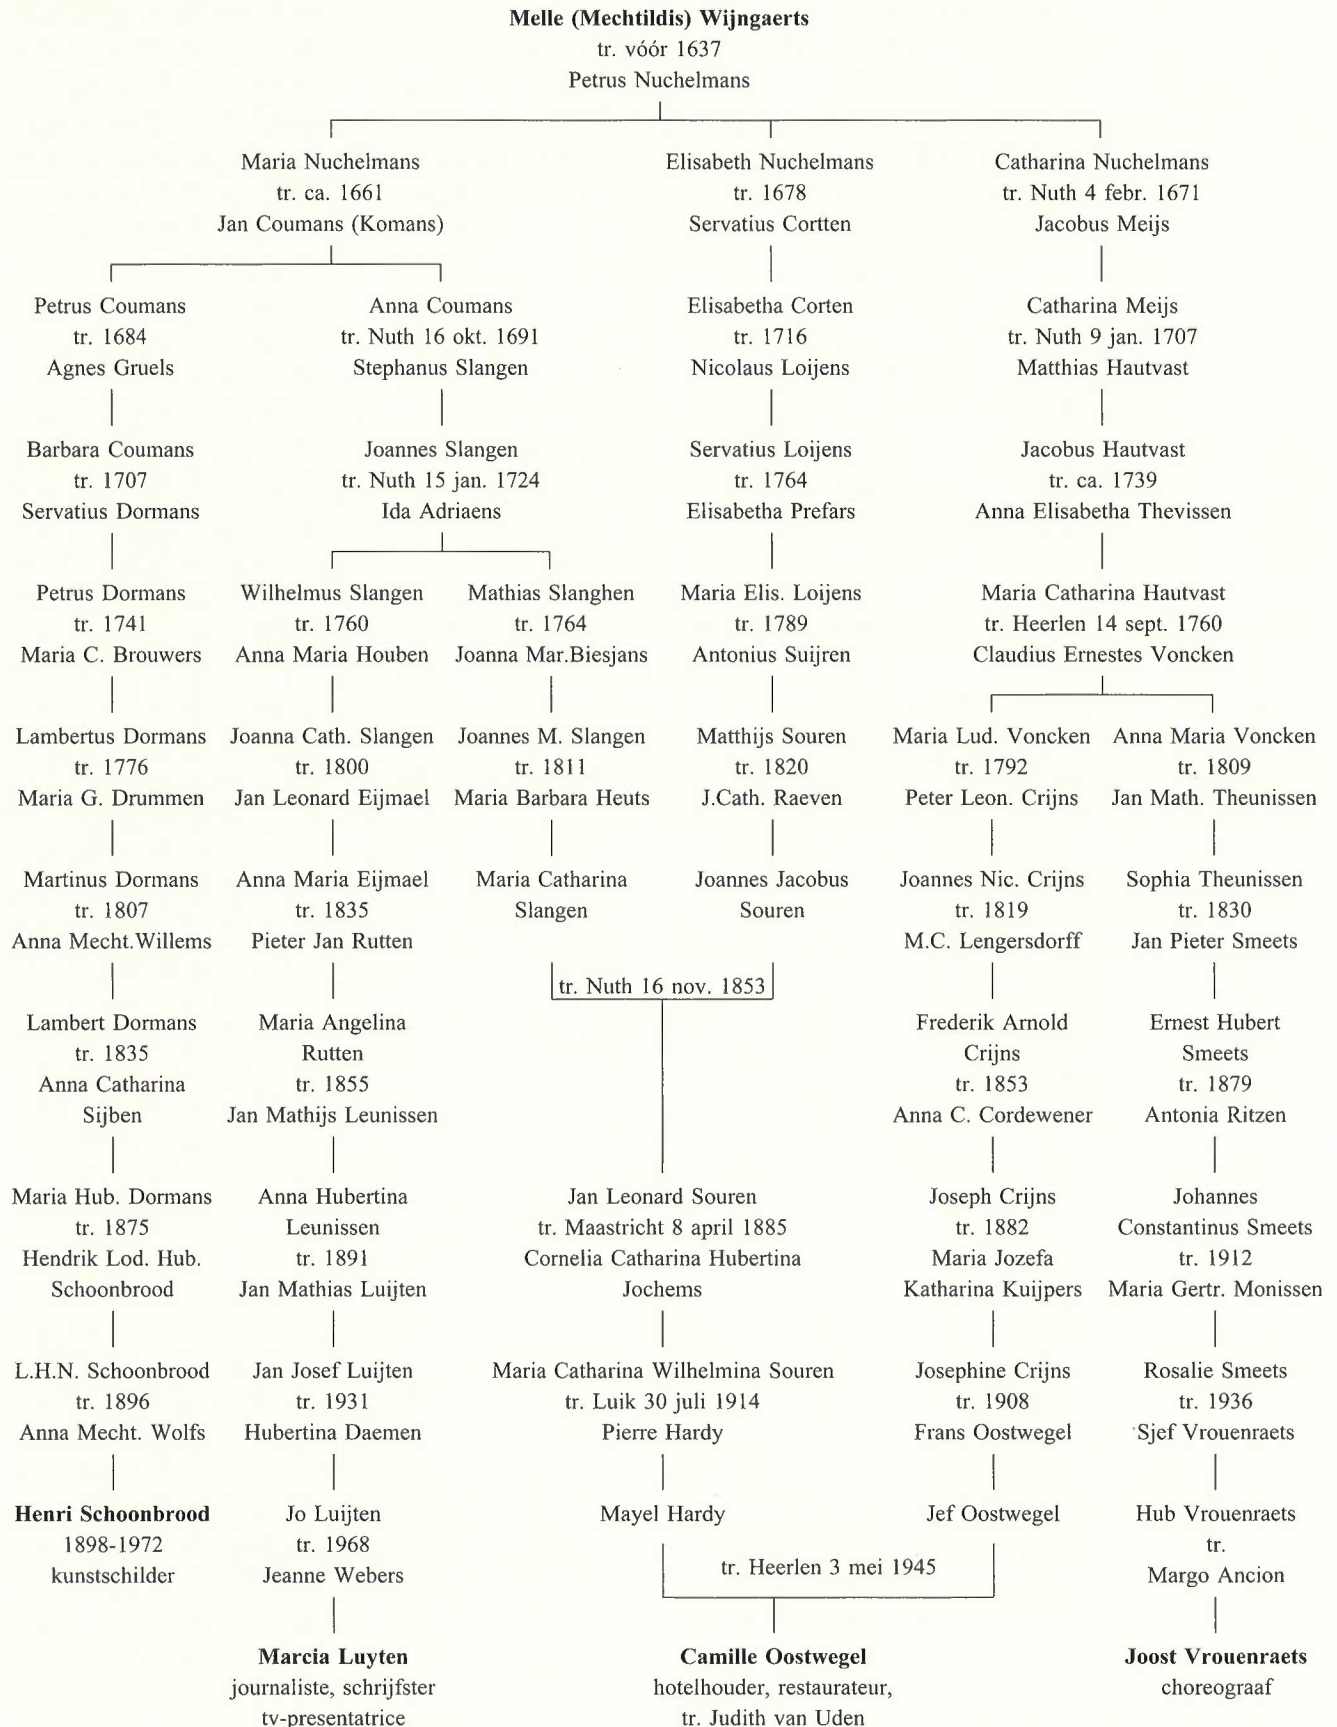 Melle (Mechtildis) Wijngaerts
tr. vóór 1637
Petrus Nuchelmans
Maria Nuchelmans
tr. ca. 1661
Jan Coumans (Komans)
Elisabeth Nuchelmans
tr. 1678
Servatius Cortten
Catharina Nuchelmans
tr. Nuth 4 febr. 1671
Jacobus Meijs
Petrus Coumans
tr. 1684
Agnes Gruels
Anna Coumans
tr. Nuth 16 okt. 1691
Stephanus Slangen
Elisabetha Corten
tr. 1716
Nicolaus Loijens
Catharina Meijs
tr. Nuth 9 jan. 1707
Matthias Hautvast
Barbara Coumans
tr. 1707
Servatius Dormans
Joannes Slangen
tr. Nuth 15 jan. 1724
Ida Adriaens
Servatius Loijens
tr. 1764
Elisabetha Prefars
Jacobus Hautvast
tr. ca. 1739
Anna Elisabetha Thevissen
Petrus Dormans
tr. 1741
Maria C. Brouwers
Wilhelmus Slangen
tr. 1760
Anna Maria Houben
Mathias Slanghen
tr. 1764
Joanna Mar.Biesjans
Maria Elis. Loijens
tr. 1789
Antonius Suijren
Maria Catharina Hautvast
tr. Heerlen 14 sept. 1760
Claudius Ernestes Voncken
Lambertus Dormans
tr. 1776
Maria G. Drummen
Joanna Cath. Slangen
tr. 1800
Jan Leonard Eijmael
Joannes M. Slangen
tr. 1811
Maria Barbara Heuts
Matthijs Souren
tr. 1820
J.Cath. Raeven
Maria Lud. Voncken
tr. 1792
Peter Leon. Crijns
Anna Maria Voncken
tr. 1809
Jan Math. Theunissen
Martinus Dormans
tr. 1807
Anna Mecht.Willems
Anna Maria Eijmael
tr. 1835
Pieter Jan Rutten
Maria Catharina
Slangen
Joannes Jacobus
Souren
Joannes Nic. Crijns
tr. 1819
M.C. Lengersdorff
Sophia Theunissen
tr. 1830
Jan Pieter Smeets
tr. Nuth 16 nov. 1853
Lambert Dormans
tr. 1835
Anna Catharina
Sijben
Maria Angelina
Rutten
tr. 1855
Jan Mathijs Leunissen
Frederik Arnold
Crijns
tr. 1853
Anna C. Cordewener
Ernest Hubert
Smeets
tr. 1879
Antonia Ritzen
Maria Hub. Dormans
tr. 1875
Hendrik Lod. Hub.
Schoonbrood
Anna Hubertina
Leunissen
tr. 1891
Jan Mathias Luijten
Jan Leonard Souren
tr. Maastricht 8 april 1885
Cornelia Catharina Hubertina
Jochems
Joseph Crijns
tr. 1882
Maria Jozefa
Katharina Kuijpers
Johannes
Constantinus Smeets
tr. 1912
Maria Gertr. Monissen
L.H.N. Schoonbrood
tr. 1896
Anna Mecht. Wolfs
Jan Josef Luijten
tr. 1931
Hubertina Daemen
Maria Catharina Wilhelmina Souren
tr. Luik 30 juli 1914
Pierre Hardy
Josephine Crijns
tr. 1908
Frans Oostwegel
Rosalie Smeets
tr. 1936
Sjef Vrouenraets
Henri Schoonbrood
1898-1972
kunstschilder
Jo Luijten
tr. 1968
Jeanne Webers
Mayel Hardy
Jef Oostwegel
tr. Heerlen 3 mei 1945
Hub Vrouenraets
tr.
Margo Ancion
Marcia Luyten
journaliste, schrijfster
tv-presentatrice
Camille Oostwegel
hotelhouder, restaurateur,
tr. Judith van Uden
Joost Vrouenraets
choreograaf